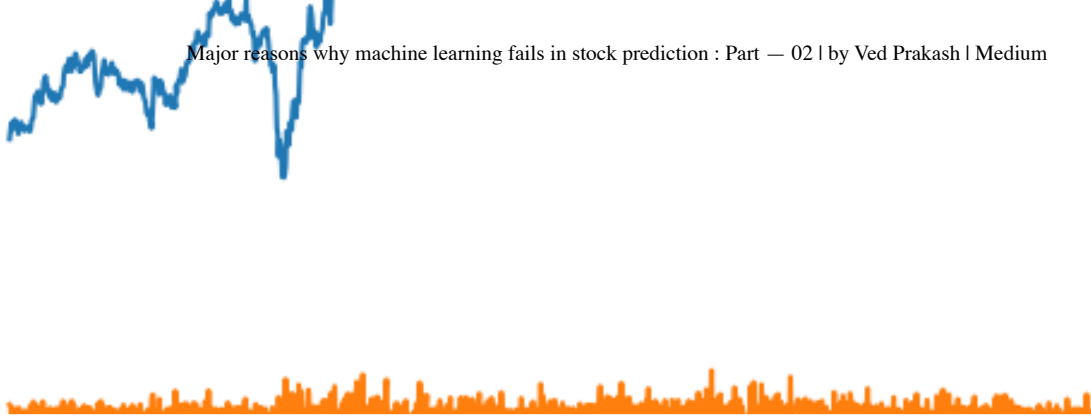 Major reasons why machine learning fails in stock prediction : Part — 02 | by Ved Prakash | Medium